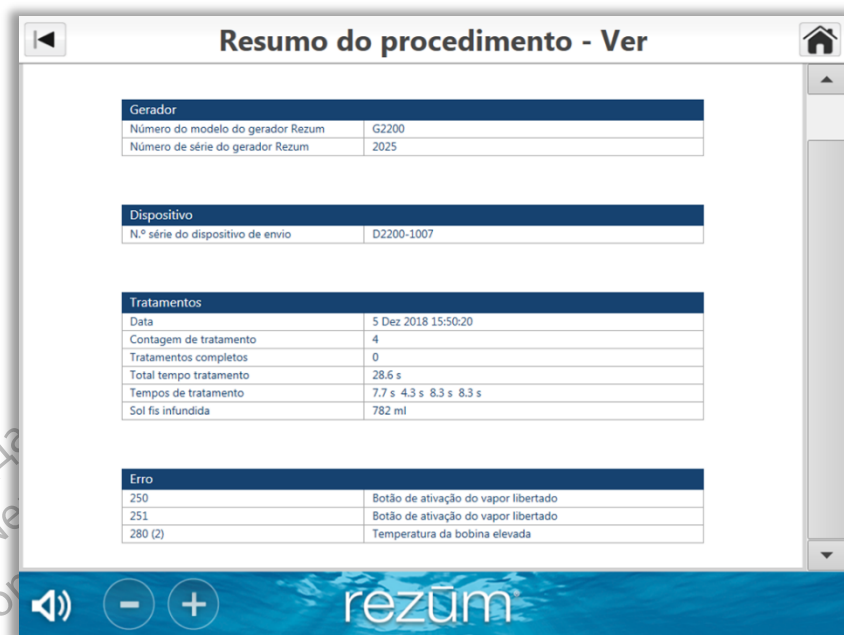 Resumo do procedimento - Ver
Gerador
Número do modelo do gerador Rezum G2200
Número de série do gerador Rezum 2025
Dispositivo
N.º série do dispositivo de envio D2200-1007
Tratamentos
Data 5 Dez 2018 15:50:20
Contagem de tratamento 4
Tratamentos completos 0
Total tempo tratamento 28.6 s
Tempos de tratamento 7.7 s 4.3 s 8.3 s 8.3 s
Sol fis infundida 782 ml
Erro
250 Botão de ativação do vapor libertado
251 Botão de ativação do vapor libertado
280 (2) Temperatura da bobina elevada
rezūm